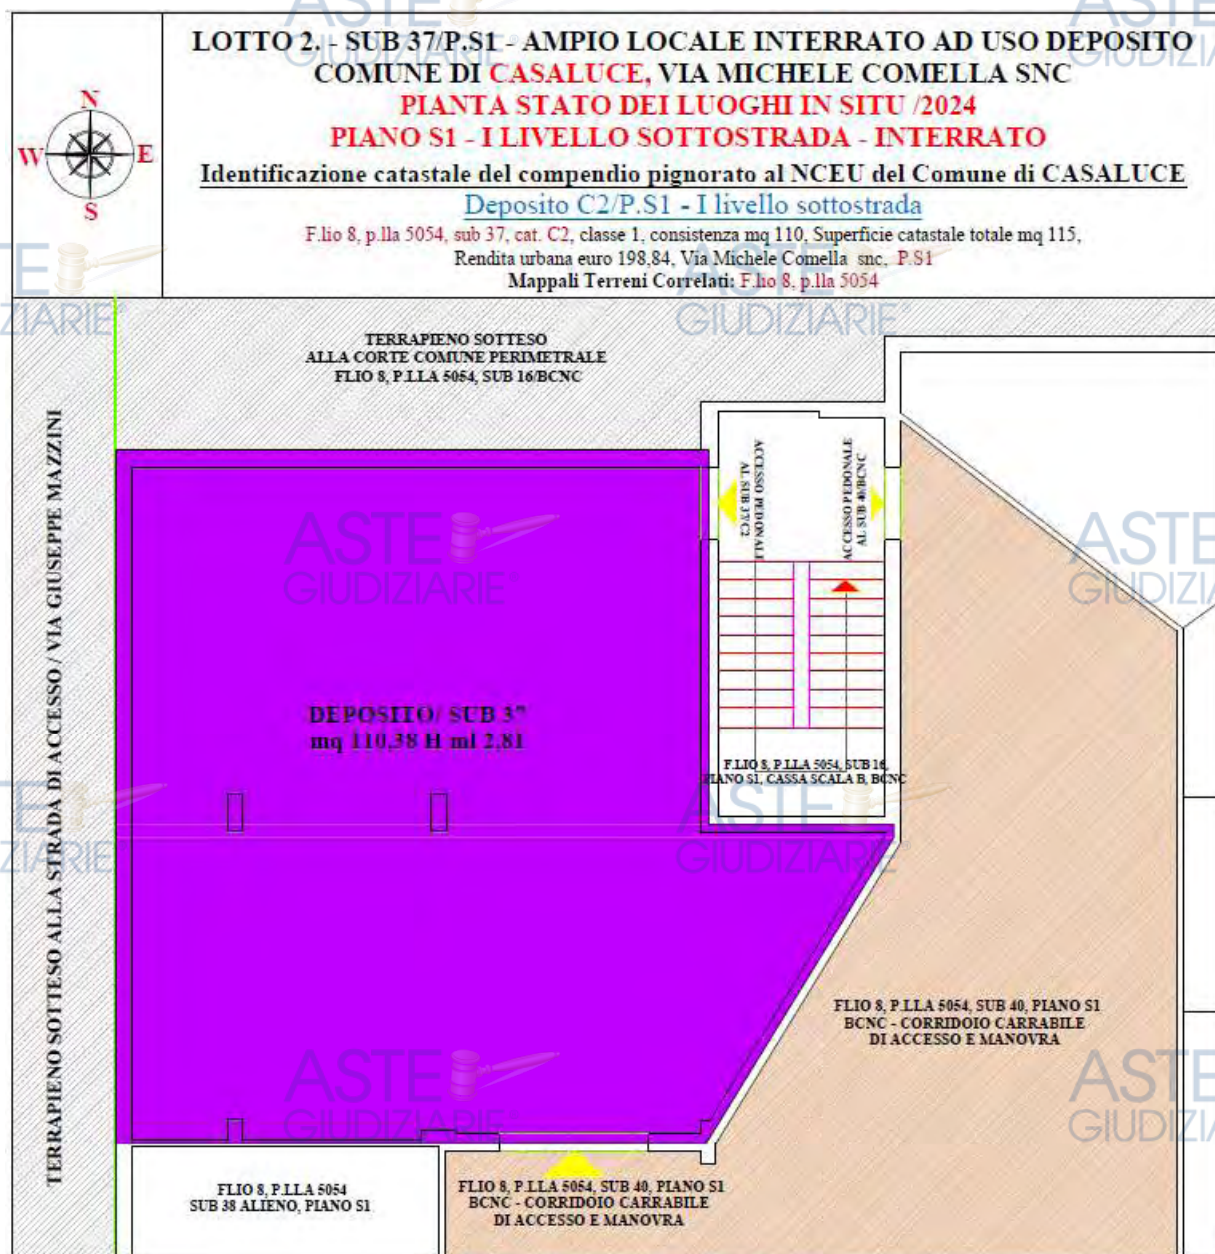 LOTTO 2. - SUB 37/P.S1 - AMPIO LOCALE INTERRATO AD USO DEPOSITO
COMUNE DI CASALUCE, VIA MICHELE COMELLA SNC
PIANTA STATO DEI LUOGHI IN SITU /2024
PIANO S1 - I LIVELLO SOTTOSTRADA - INTERRATO
Identificazione catastale del compendio pignorato al NCEU del Comune di CASALUCE
Deposito C2/P.S1 - I livello sottostrada
F.lio 8, p.lla 5054, sub 37, cat. C2, classe 1, consistenza mq 110, Superficie catastale totale mq 115,
Rendita urbana euro 198,84, Via Michele Comella snc, P.S1
Mappali Terreni Correlati: F.lio 8, p.lla 5054
N
W
E
S
TERRAPIENO SOTTESO
ALLA CORTE COMUNE PERIMETRALE
FLIO 8, P.LLA 5054, SUB 16/BCNC
TERRAPIENO SOTTESO ALLA STRADA DI ACCESSO / VIA GIUSEPPE MAZZINI
ACCESSO PEDONALE
AL SUB 37/C2
ACCESSO PEDONALE
AL SUB 40/BCNC
DEPOSITO/ SUB 37
mq 110,38 H ml 2,81
F.LIO 8, P.LLA 5054, SUB 16,
PIANO S1, CASSA SCALA B, BCNC
FLIO 8, P.LLA 5054, SUB 40, PIANO S1
BCNC - CORRIDOIO CARRABILE
DI ACCESSO E MANOVRA
FLIO 8, P.LLA 5054
SUB 38 ALIENO, PIANO S1
FLIO 8, P.LLA 5054, SUB 40, PIANO S1
BCNC - CORRIDOIO CARRABILE
DI ACCESSO E MANOVRA
ASTE
GIUDIZIARIE®